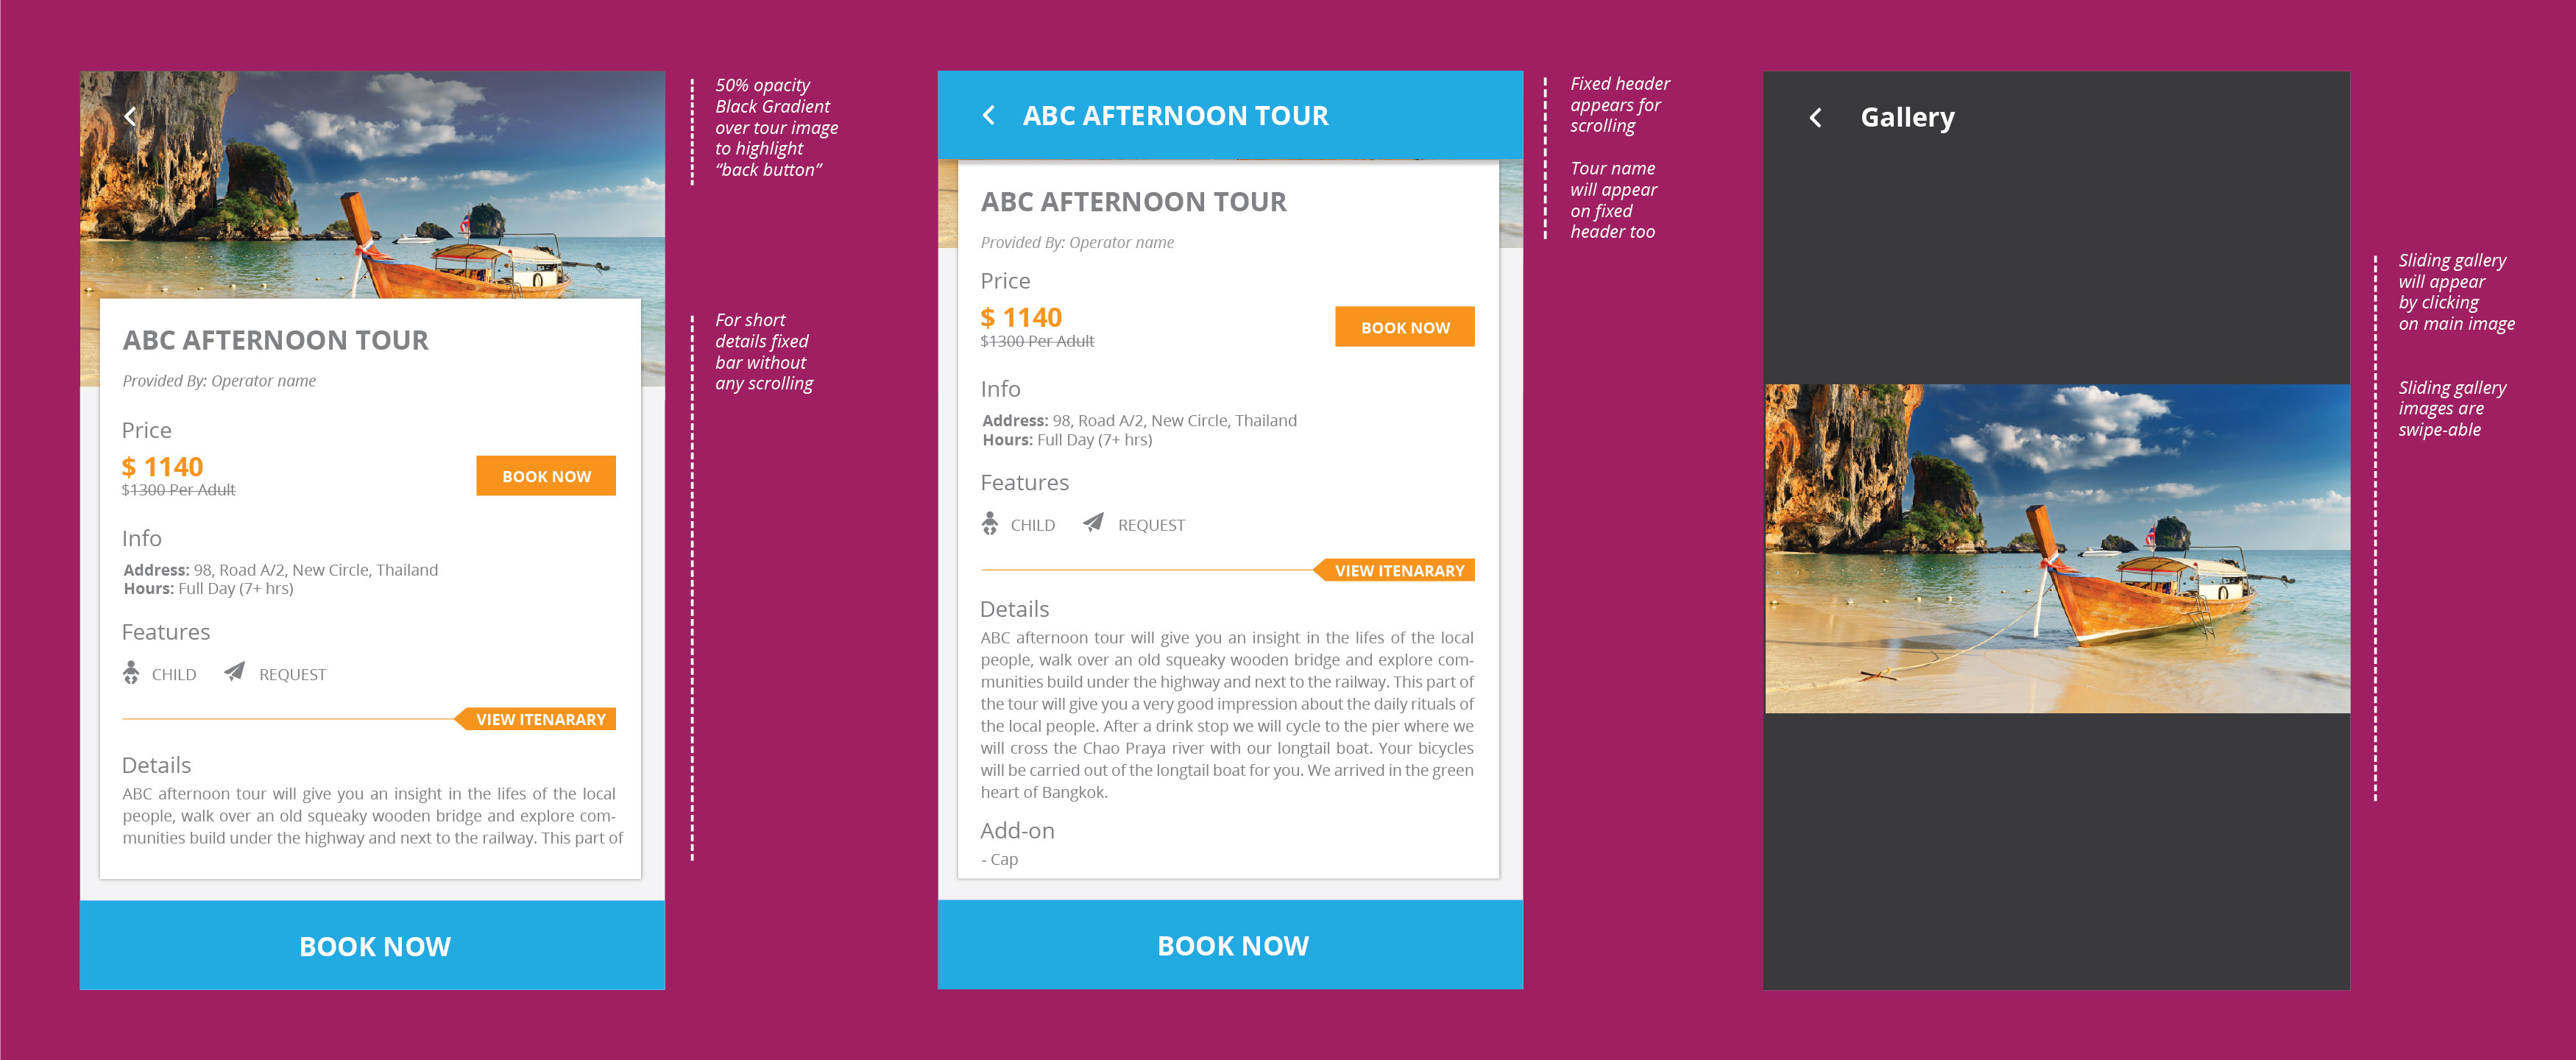 50% opacity
Black Gradient
over tour image
to highlight
“back button”
ABC AFTERNOON TOUR
Provided By: Operator name
Price
$ 1140
$1300 Per Adult
BOOK NOW
Info
Address: 98, Road A/2, New Circle, Thailand
Hours: Full Day (7+ hrs)
Features
CHILD
REQUEST
VIEW ITENARARY
Details
ABC afternoon tour will give you an insight in the lifes of the local
people, walk over an old squeaky wooden bridge and explore com-
munities build under the highway and next to the railway. This part of
BOOK NOW
For short
details fixed
bar without
any scrolling
ABC AFTERNOON TOUR
ABC AFTERNOON TOUR
Provided By: Operator name
Price
$ 1140
$1300 Per Adult
BOOK NOW
Info
Address: 98, Road A/2, New Circle, Thailand
Hours: Full Day (7+ hrs)
Features
CHILD
REQUEST
VIEW ITENARARY
Details
ABC afternoon tour will give you an insight in the lifes of the local
people, walk over an old squeaky wooden bridge and explore com-
munities build under the highway and next to the railway. This part of
the tour will give you a very good impression about the daily rituals of
the local people. After a drink stop we will cycle to the pier where we
will cross the Chao Praya river with our longtail boat. Your bicycles
will be carried out of the longtail boat for you. We arrived in the green
heart of Bangkok.
Add-on
- Cap
BOOK NOW
Fixed header
appears for
scrolling
Tour name
will appear
on fixed
header too
Gallery
Sliding gallery
will appear
by clicking
on main image
Sliding gallery
images are
swipe-able